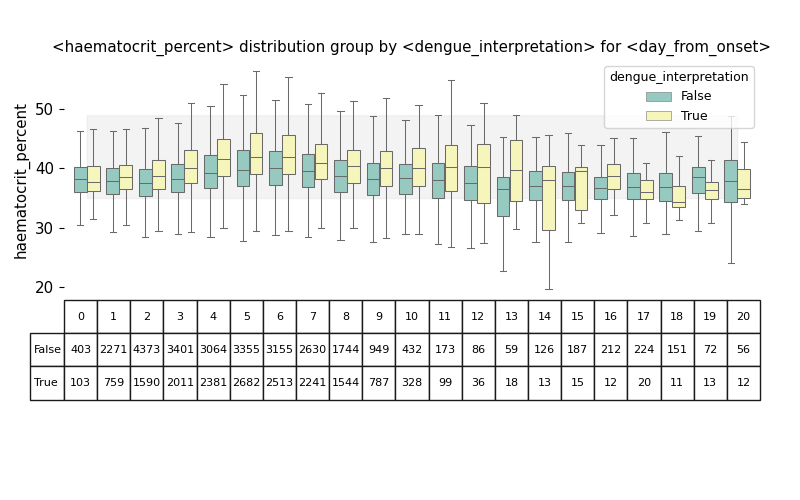 <haematocrit_percent> distribution group by <dengue_interpretation> for <day_from_onset>
dengue_interpretation
False
True
haematocrit_percent
50
40
30
20
0 1 2 3 4 5 6 7 8 9 10 11 12 13 14 15 16 17 18 19 20
False 403 2271 4373 3401 3064 3355 3155 2630 1744 949 432 173 86 59 126 187 212 224 151 72 56
True 103 759 1590 2011 2381 2682 2513 2241 1544 787 328 99 36 18 13 15 12 20 11 13 12